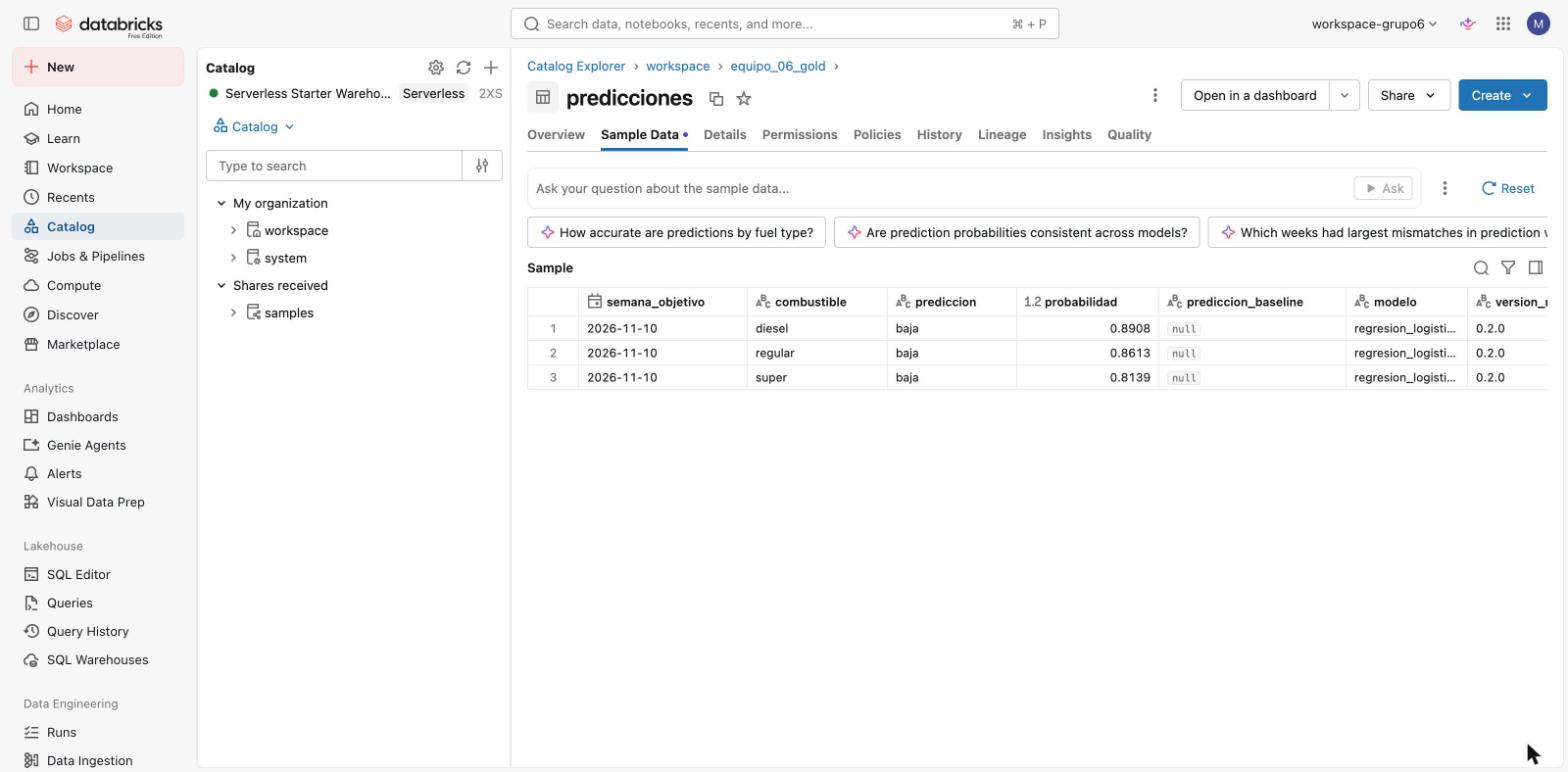 databricks
Free Edition
Search data, notebooks, recents, and more...
⌘ + P
workspace-grupo6
M
New
Home
Learn
Workspace
Recents
Catalog
Jobs & Pipelines
Compute
Discover
Marketplace
Analytics
Dashboards
Genie Agents
Alerts
Visual Data Prep
Lakehouse
SQL Editor
Queries
Query History
SQL Warehouses
Data Engineering
Runs
Data Ingestion
Catalog
Serverless Starter Wareho... Serverless 2XS
Catalog
Type to search
My organization
workspace
system
Shares received
samples
Catalog Explorer › workspace › equipo_06_gold ›
predicciones
Open in a dashboard
Share
Create
Overview Sample Data • Details Permissions Policies History Lineage Insights Quality
Ask your question about the sample data...
Ask
Reset
How accurate are predictions by fuel type?
Are prediction probabilities consistent across models?
Which weeks had largest mismatches in prediction
Sample
semana_objetivo combustible prediccion 1.2 probabilidad prediccion_baseline modelo
1 2026-11-10 diesel baja 0.8908 null regresion_logisti... 0.2.0
2 2026-11-10 regular baja 0.8613 null regresion_logisti... 0.2.0
3 2026-11-10 super baja 0.8139 null regresion_logisti... 0.2.0